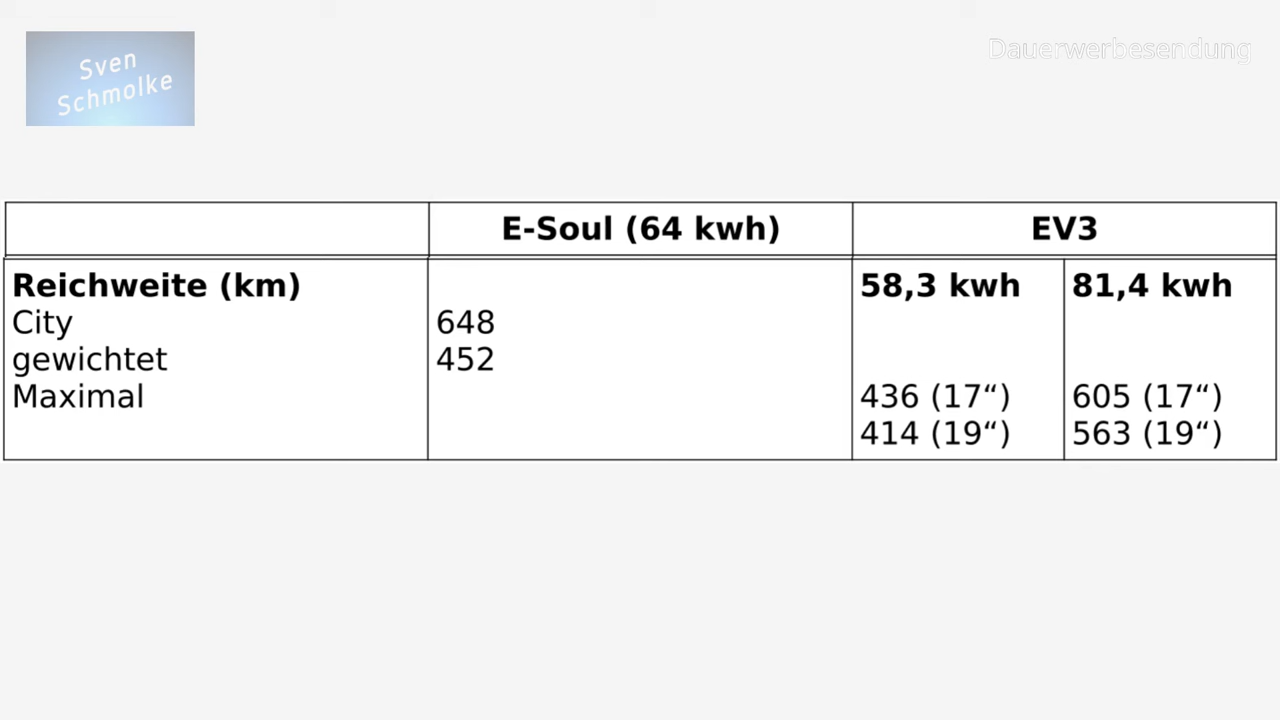 Sven
Schmolke
Dauerwerbesendung
E-Soul (64 kwh) EV3
Reichweite (km) 58,3 kwh 81,4 kwh
City 648
gewichtet 452
Maximal 436 (17“) 605 (17“)
414 (19“) 563 (19“)